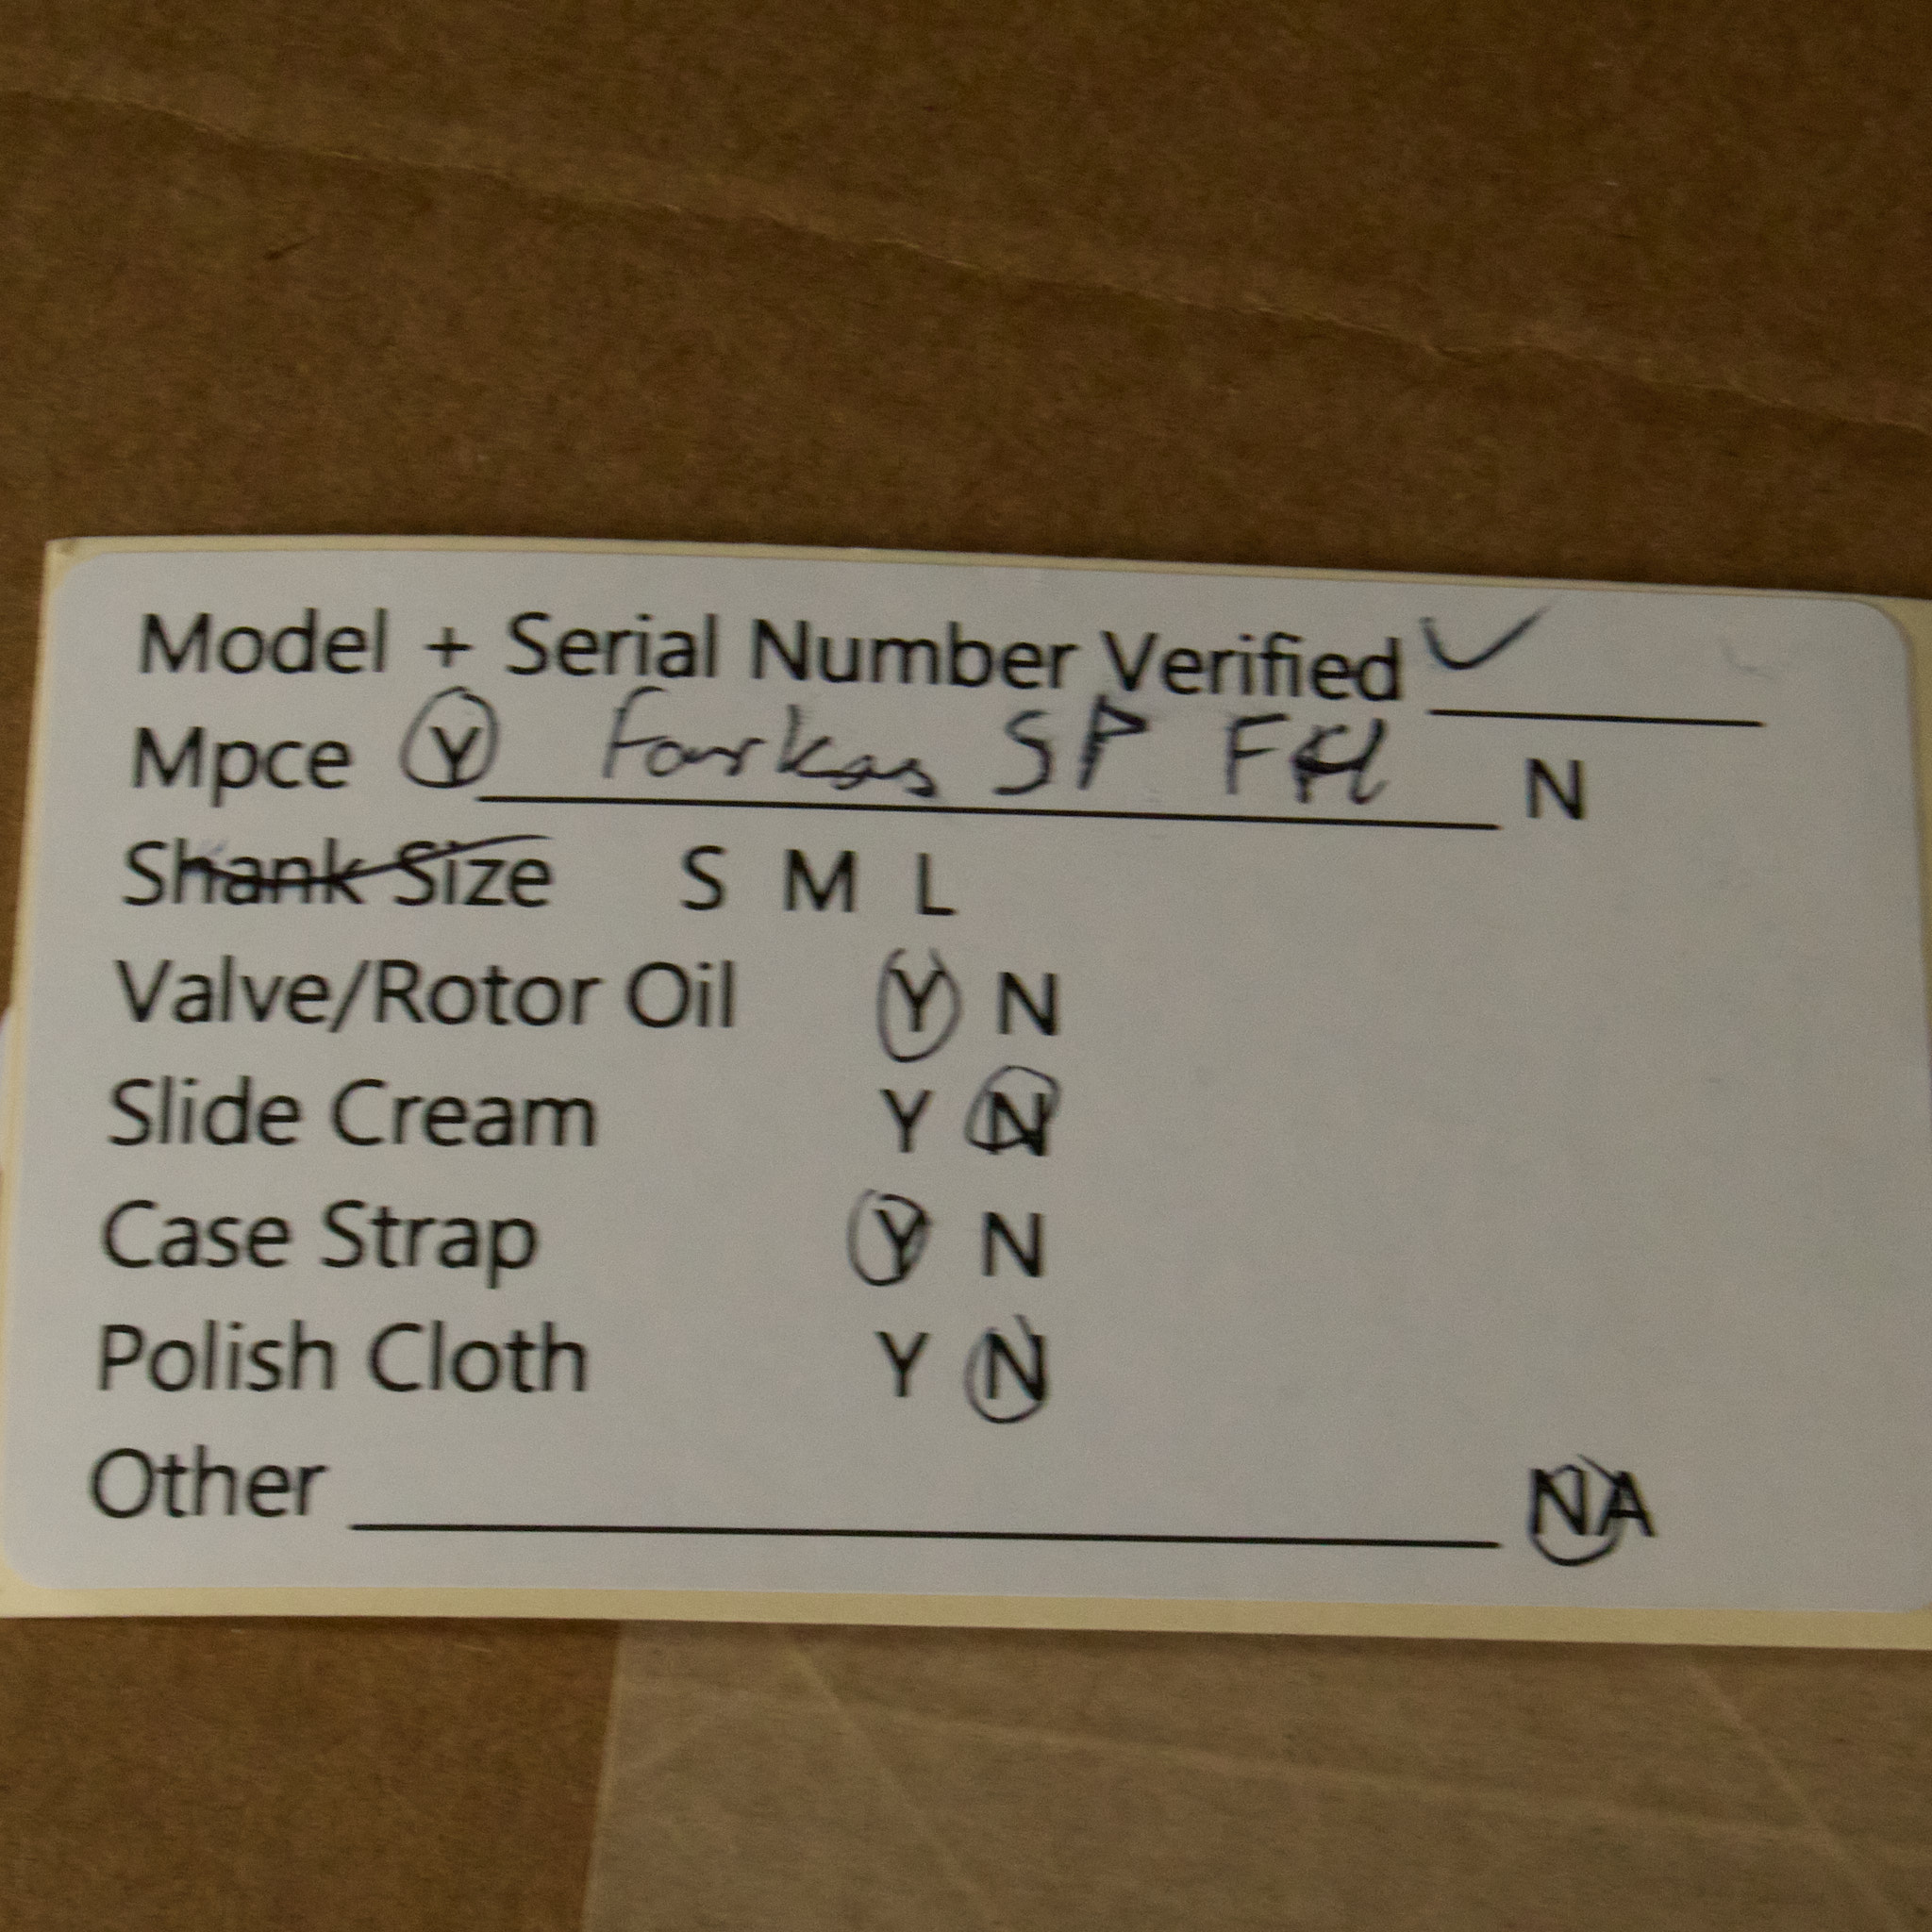 Model + Serial Number Verified ✓
Mpce Y Farkas SP N
Shank Size S M L
Valve/Rotor Oil Y N
Slide Cream Y N
Case Strap Y N
Polish Cloth Y N
Other NA